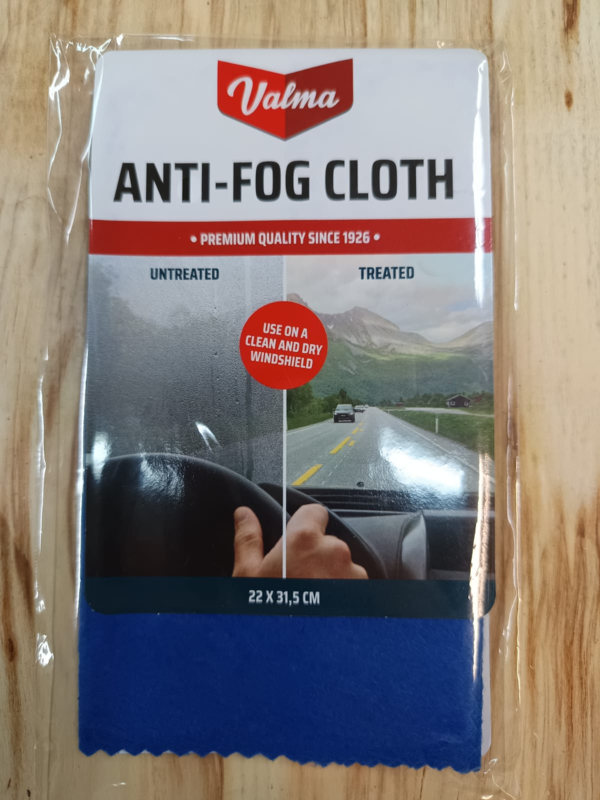 Valma
ANTI-FOG CLOTH
• PREMIUM QUALITY SINCE 1926 •
UNTREATED
TREATED
USE ON A
CLEAN AND DRY
WINDSHIELD
22 X 31,5 CM